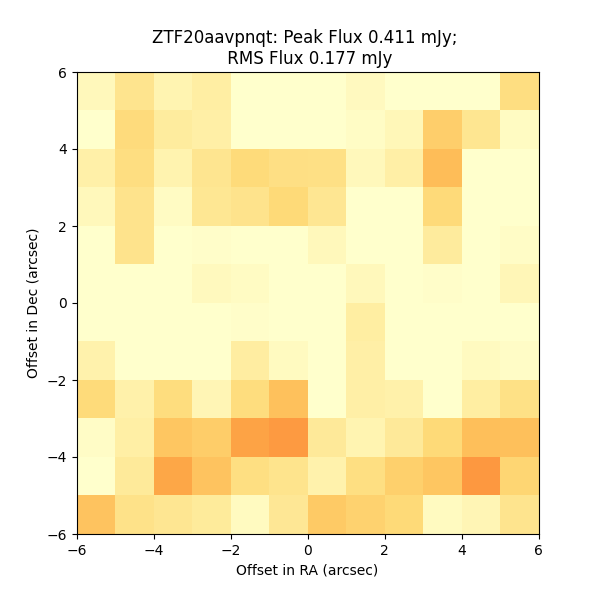 ZTF20aavpnqt: Peak Flux 0.411 mJy;
RMS Flux 0.177 mJy
6
4
2
0
−2
−4
−6
Offset in Dec (arcsec)
−6 −4 −2 0 2 4 6
Offset in RA (arcsec)